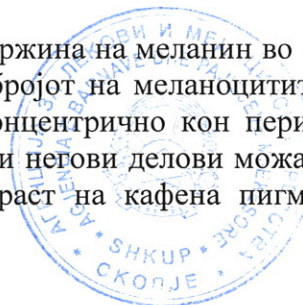 ржина на меланин во
бројот на меланоцитит
онцентрично кон пери
и негови делови можа
раст на кафена пигм
SHKUP
СКОПЈЕ